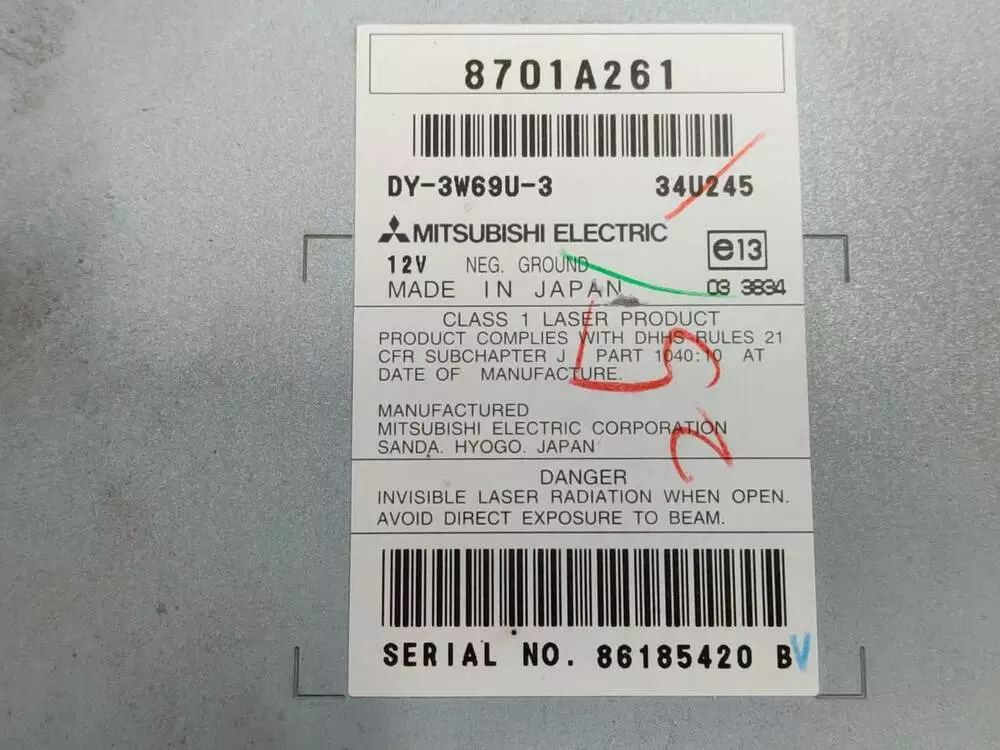 8701A261
DY-3W69U-3 34U245
MITSUBISHI ELECTRIC
12V NEG. GROUND e13
MADE IN JAPAN 03 3834
CLASS 1 LASER PRODUCT
PRODUCT COMPLIES WITH DHHS RULES 21
CFR SUBCHAPTER J, PART 1040:10 AT
DATE OF MANUFACTURE.
MANUFACTURED
MITSUBISHI ELECTRIC CORPORATION
SANDA. HYOGO. JAPAN
DANGER
INVISIBLE LASER RADIATION WHEN OPEN.
AVOID DIRECT EXPOSURE TO BEAM.
SERIAL NO. 86185420 BV